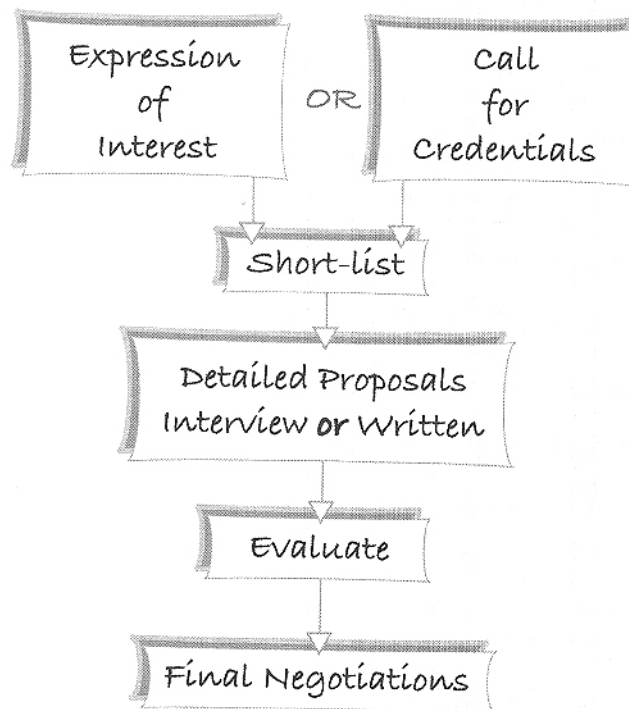 Expression
of
Interest
OR
Call
for
Credentials
Short-list
Detailed Proposals
Interview or Written
Evaluate
Final Negotiations